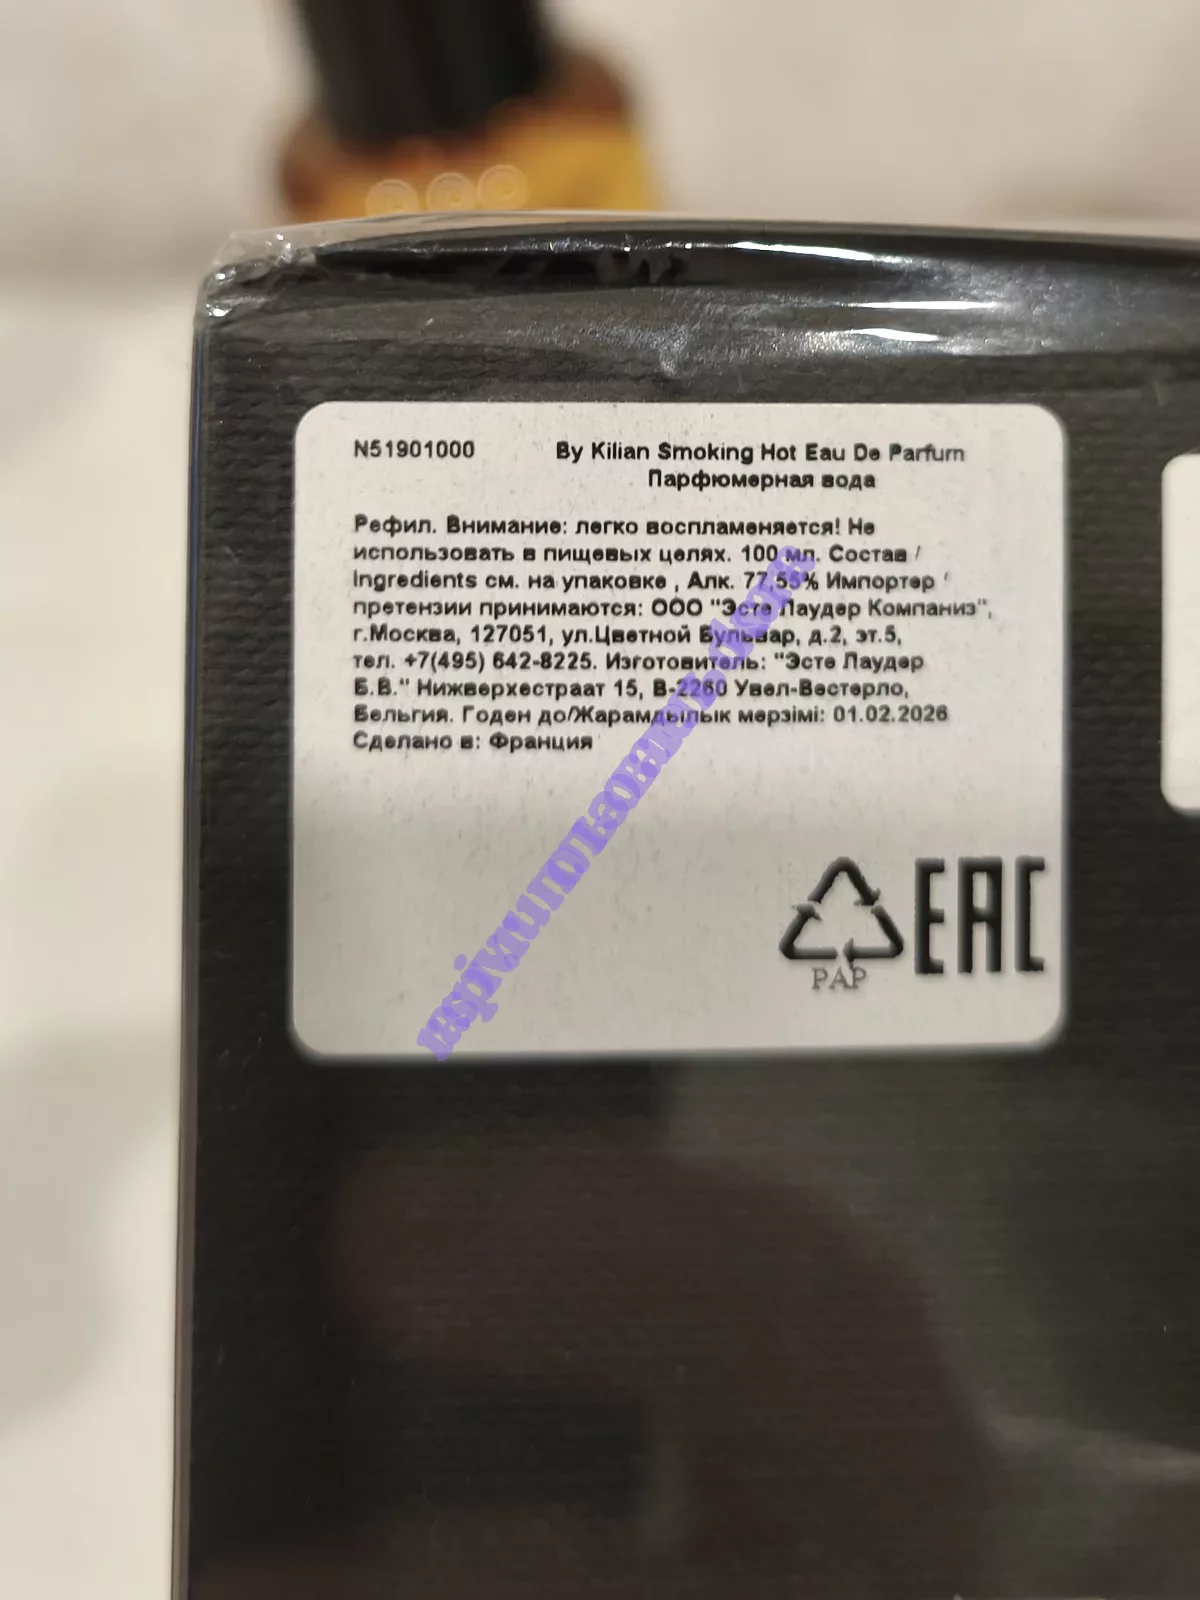 N51901000 By Kilian Smoking Hot Eau De Parfum
Парфюмерная вода
Рефил. Внимание: легко воспламеняется! Не
использовать в пищевых целях. 100 мл. Состав /
Ingredients см. на упаковке , Алк. 77,55% Импортер /
претензии принимаются: ООО "Эсте Лаудер Компаниз",
г.Москва, 127051, ул.Цветной Бульвар, д.2, эт.5,
тел. +7(495) 642-8225. Изготовитель: "Эсте Лаудер
Б.В." Нижверхестраат 15, В-2260 Увел-Вестерло,
Бельгия. Годен до/Жарамдылык мерзімі: 01.02.2026
Сделано в: Франция
PAP
EAC